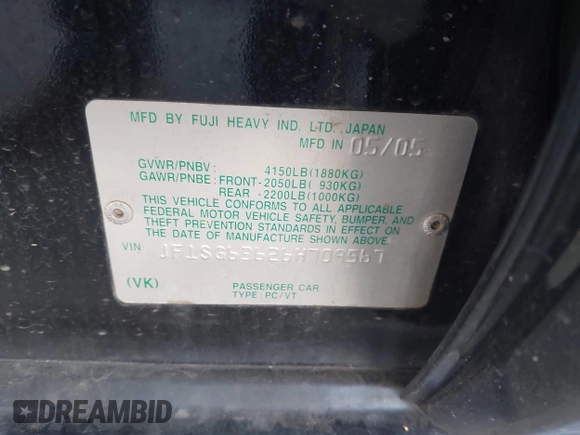 MFD BY FUJI HEAVY IND. LTD. JAPAN
MFD IN 05/05
GVWR/PNBV: 4150LB(1880KG)
GAWR/PNBE: FRONT-2050LB( 930KG)
REAR -2200LB(1000KG)
THIS VEHICLE CONFORMS TO ALL APPLICABLE
FEDERAL MOTOR VEHICLE SAFETY, BUMPER, AND
THEFT PREVENTION STANDARDS IN EFFECT ON
THE DATE OF MANUFACTURE SHOWN ABOVE.
VIN JF1SG63626H709567
(VK) PASSENGER CAR
TYPE: PC/VT
DREAMBID